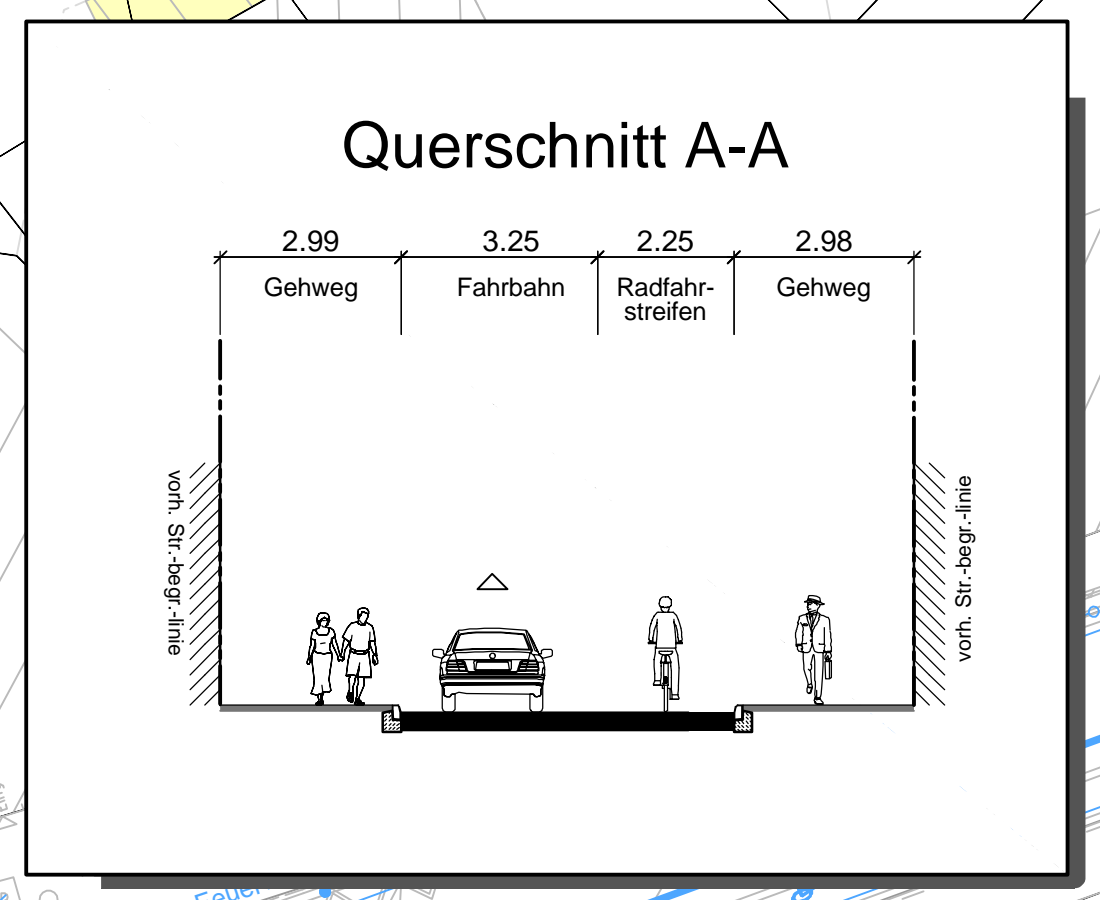 Querschnitt A-A
2.99
3.25
2.25
2.98
Gehweg
Fahrbahn
Radfahr-
streifen
Gehweg
vorh. Str.-begr.-linie
vorh. Str.-begr.-linie
Feuer